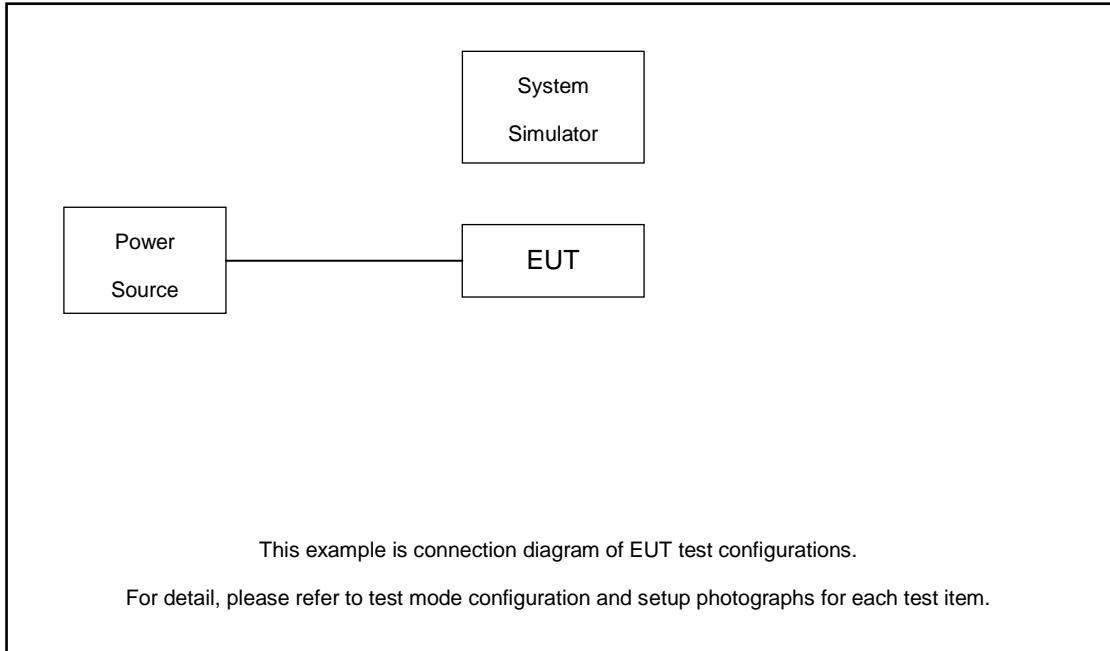 System
Simulator
Power
Source
EUT
This example is connection diagram of EUT test configurations.
For detail, please refer to test mode configuration and setup photographs for each test item.